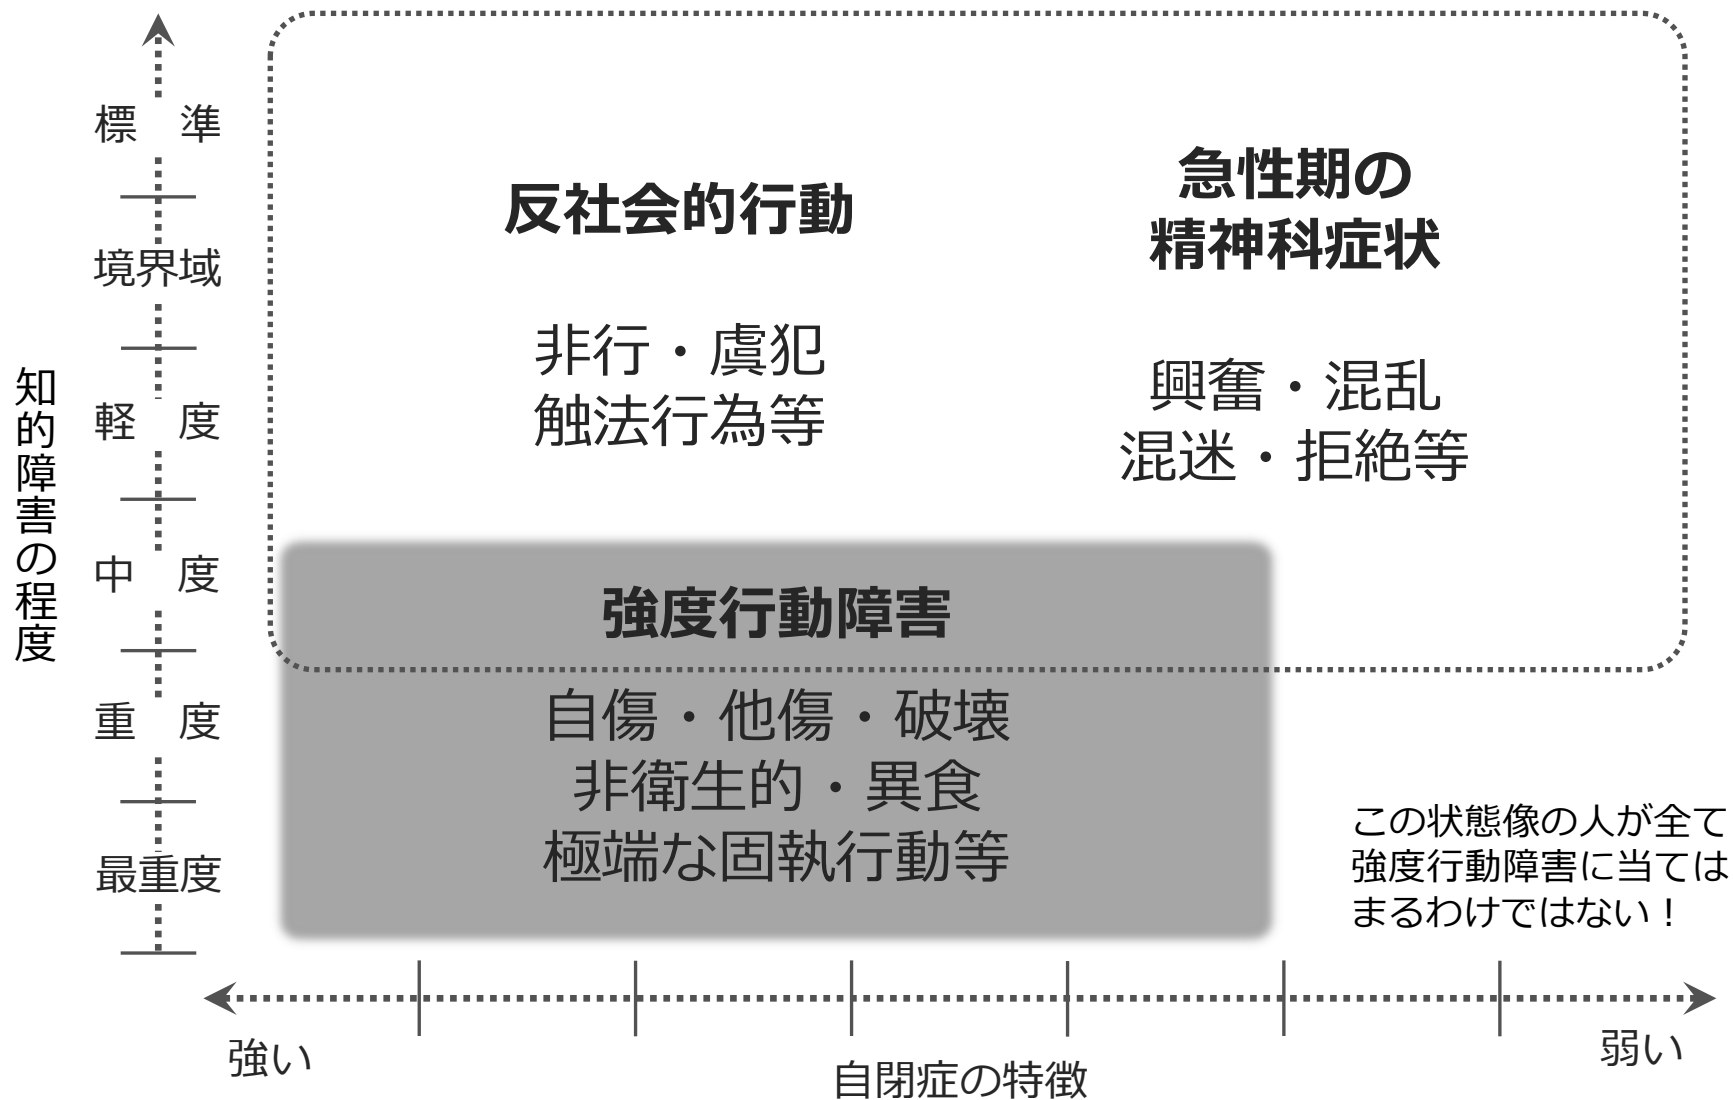 知的障害の程度
標　準
境界域
軽　度
中　度
重　度
最重度
反社会的行動
非行・虞犯
触法行為等
急性期の
精神科症状
興奮・混乱
混迷・拒絶等
強度行動障害
自傷・他傷・破壊
非衛生的・異食
極端な固執行動等
この状態像の人が全て
強度行動障害に当ては
まるわけではない！
強い
自閉症の特徴
弱い